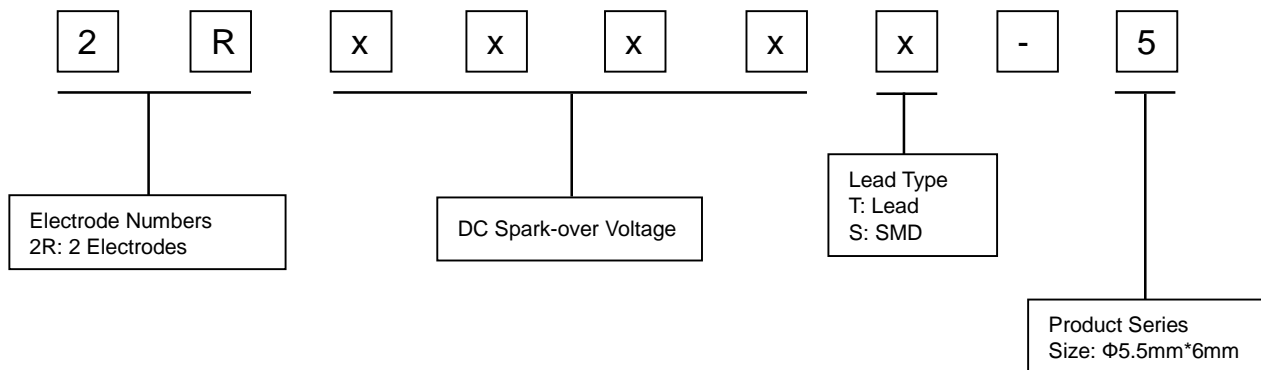 2 R x x x x x - 5
Electrode Numbers
2R: 2 Electrodes
DC Spark-over Voltage
Lead Type
T: Lead
S: SMD
Product Series
Size: Φ5.5mm*6mm